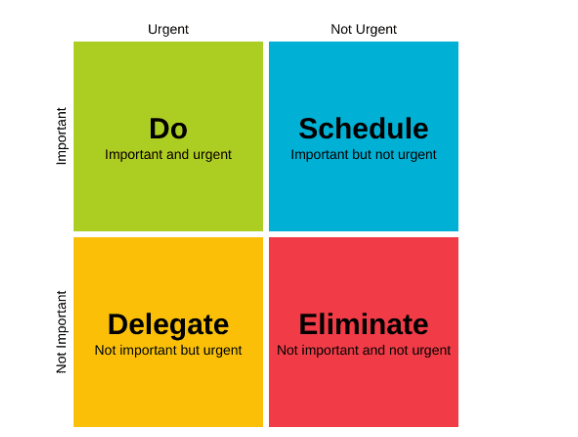 Urgent
Not Urgent
Important
Do
Important and urgent
Schedule
Important but not urgent
Not Important
Delegate
Not important but urgent
Eliminate
Not important and not urgent